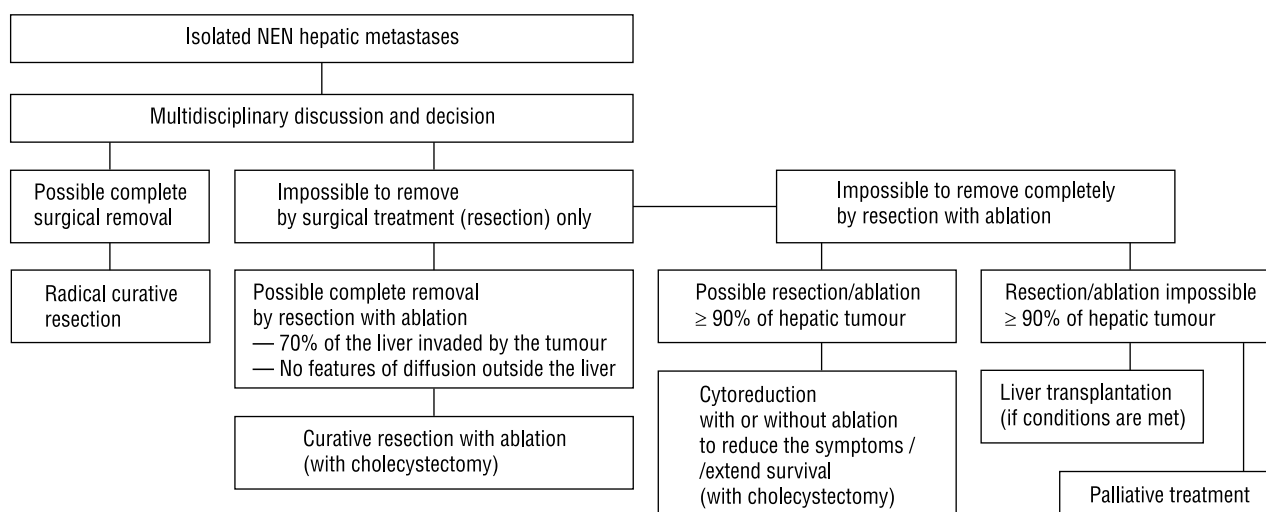 Isolated NEN hepatic metastases
Multidisciplinary discussion and decision
Possible complete
surgical removal
Impossible to remove
by surgical treatment (resection) only
Impossible to remove completely
by resection with ablation
Radical curative
resection
Possible complete removal
by resection with ablation
— 70% of the liver invaded by the tumour
— No features of diffusion outside the liver
Possible resection/ablation
≥ 90% of hepatic tumour
Resection/ablation impossible
≥ 90% of hepatic tumour
Curative resection with ablation
(with cholecystectomy)
Cytoreduction
with or without ablation
to reduce the symptoms /
/extend survival
(with cholecystectomy)
Liver transplantation
(if conditions are met)
Palliative treatment